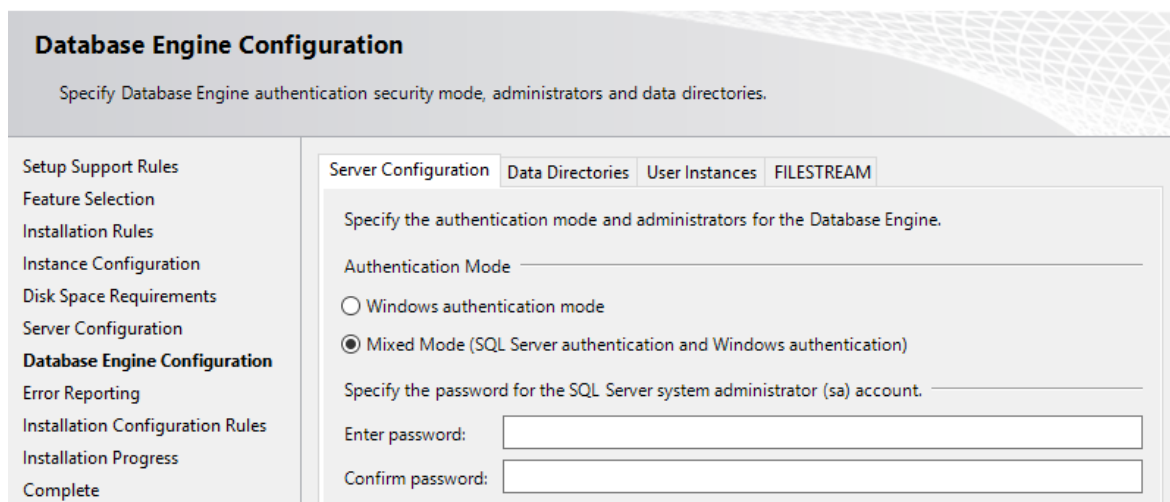 Database Engine Configuration
Specify Database Engine authentication security mode, administrators and data directories.
Setup Support Rules
Feature Selection
Installation Rules
Instance Configuration
Disk Space Requirements
Server Configuration
Database Engine Configuration
Error Reporting
Installation Configuration Rules
Installation Progress
Complete
Server Configuration Data Directories User Instances FILESTREAM
Specify the authentication mode and administrators for the Database Engine.
Authentication Mode
Windows authentication mode
Mixed Mode (SQL Server authentication and Windows authentication)
Specify the password for the SQL Server system administrator (sa) account.
Enter password:
Confirm password: